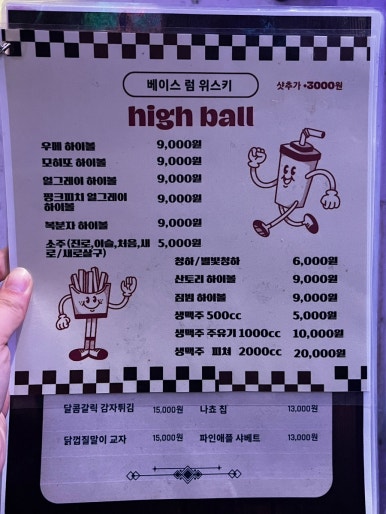 베이스 럼 위스키
샷추가 +3000원
high ball
우메 하이볼 9,000원
모히또 하이볼 9,000원
얼그레이 하이볼 9,000원
핑크피치 얼그레이 하이볼 9,000원
복분자 하이볼 9,000원
소주(진로,이슬,처음,새로/새로살구) 5,000원
청하/별빛청하 6,000원
산토리 하이볼 9,000원
짐빔 하이볼 9,000원
생맥주 500cc 5,000원
생맥주 주유기 1000cc 10,000원
생맥주 피쳐 2000cc 20,000원
달콤갈릭 감자튀김 15,000원 나쵸 칩 13,000원
닭껍질말이 교자 15,000원 파인애플 샤베트 13,000원